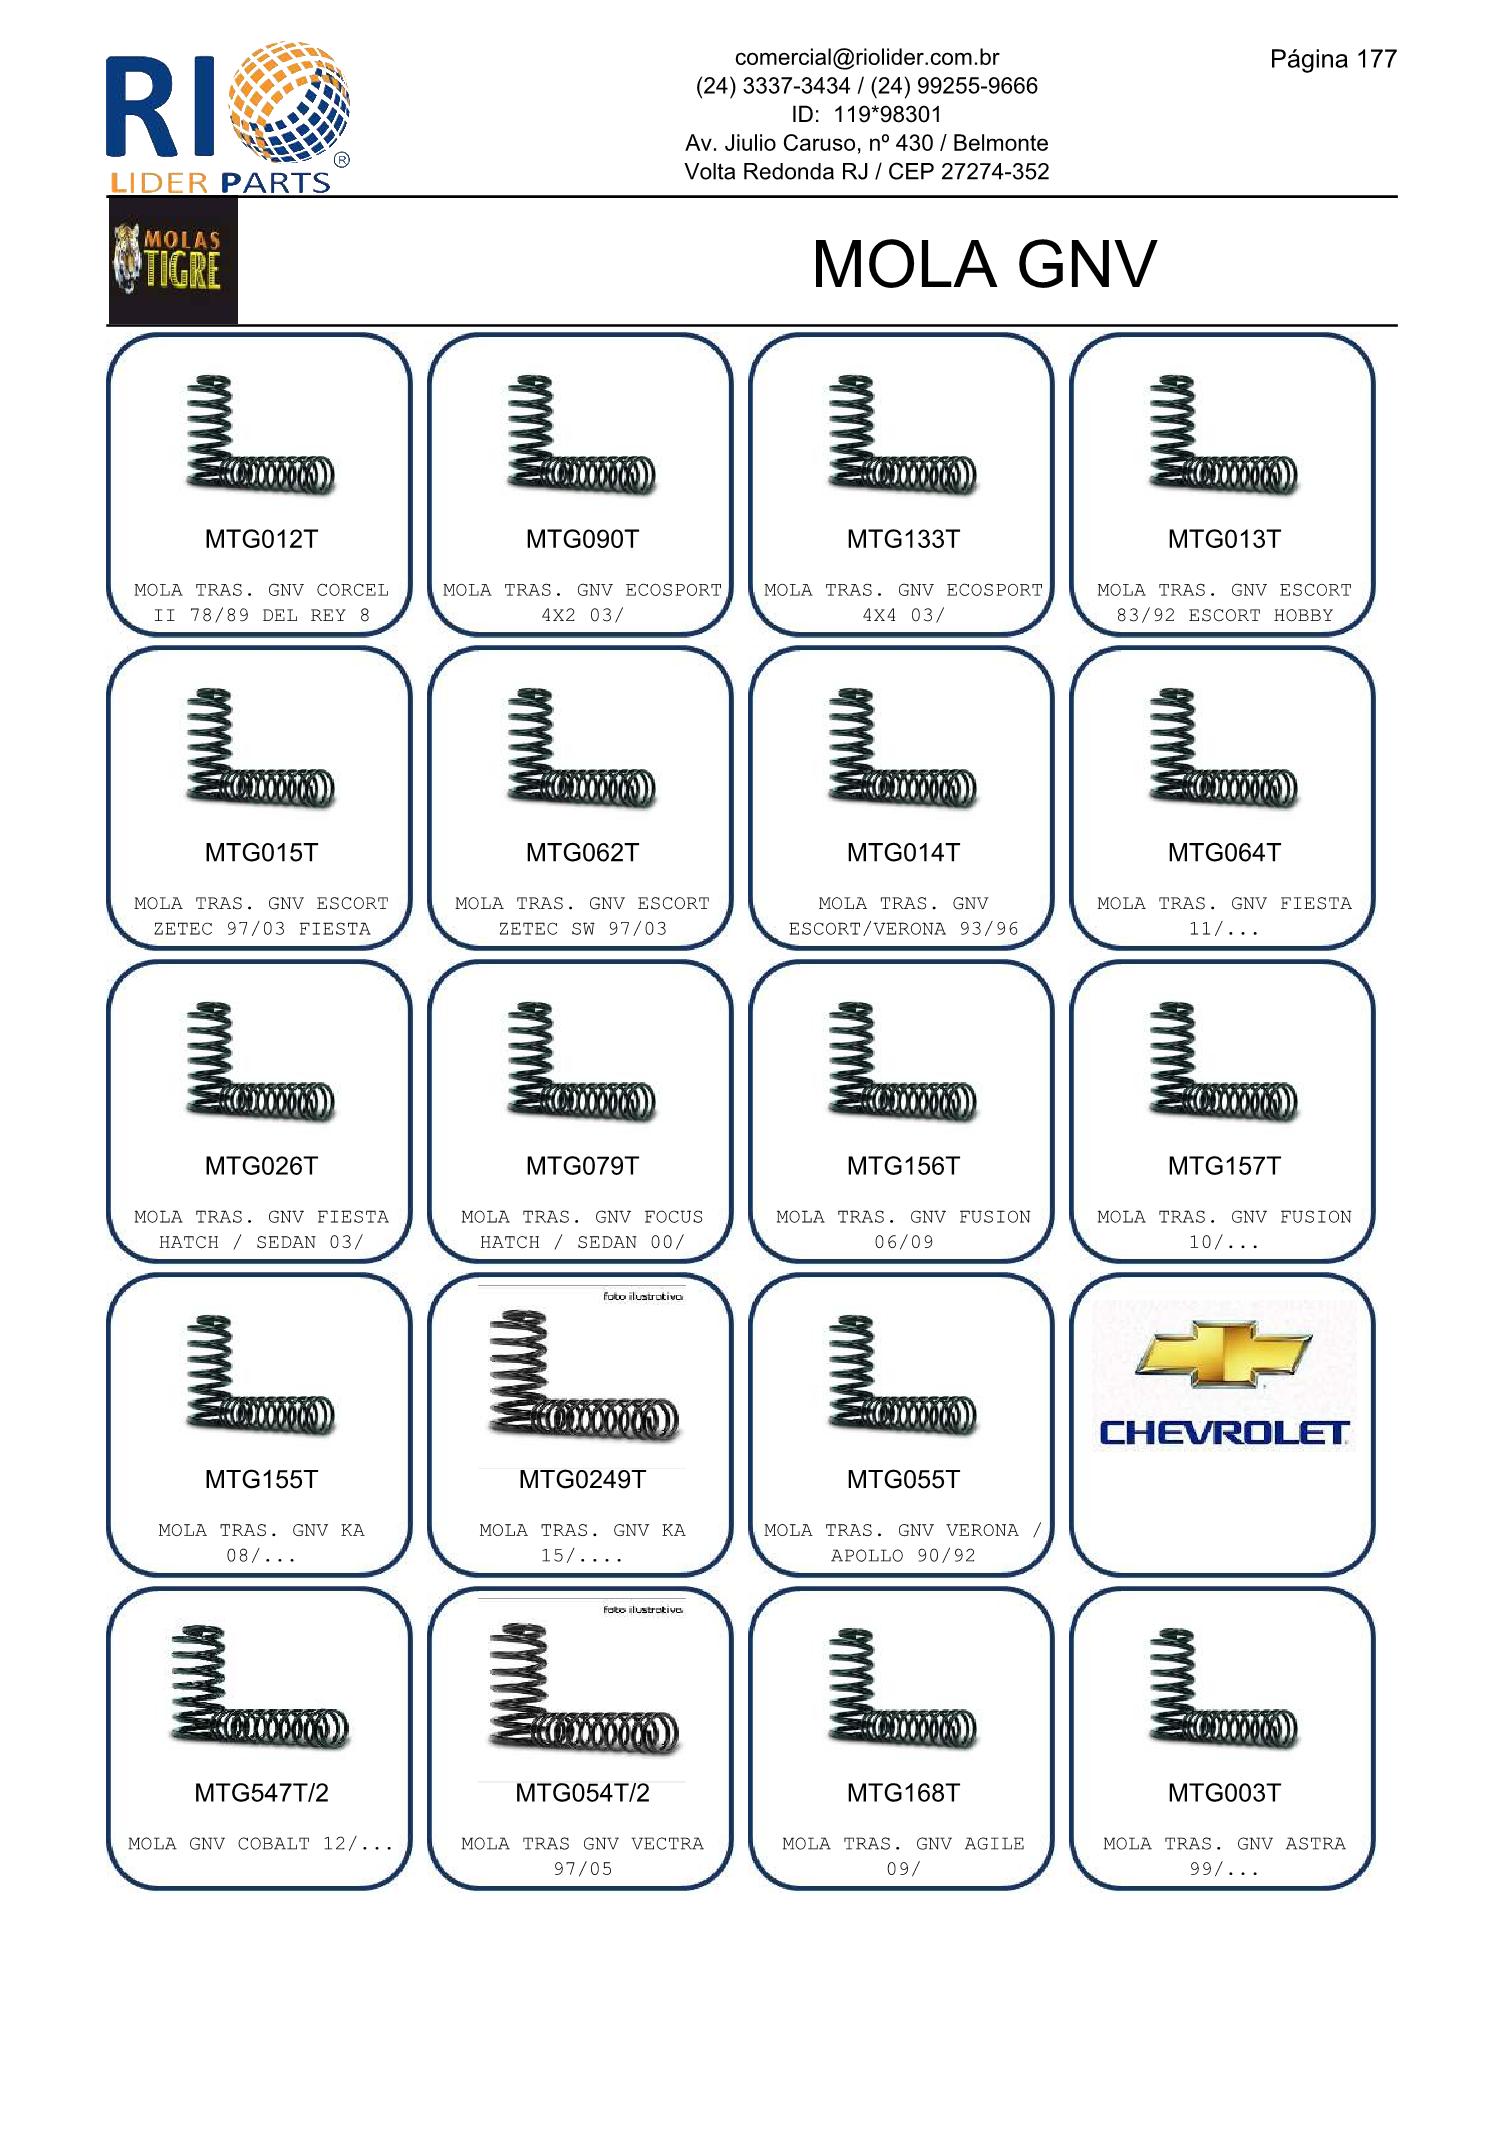 RIO
®
LIDER PARTS
comercial@riolider.com.br
(24) 3337-3434 / (24) 99255-9666
ID: 119*98301
Av. Jiulio Caruso, nº 430 / Belmonte
Volta Redonda RJ / CEP 27274-352
Página 177
MOLAS
TIGRE
MOLA GNV
MTG012T
MOLA TRAS. GNV CORCEL
II 78/89 DEL REY 8
MTG090T
MOLA TRAS. GNV ECOSPORT
4X2 03/
MTG133T
MOLA TRAS. GNV ECOSPORT
4X4 03/
MTG013T
MOLA TRAS. GNV ESCORT
83/92 ESCORT HOBBY
MTG015T
MOLA TRAS. GNV ESCORT
ZETEC 97/03 FIESTA
MTG062T
MOLA TRAS. GNV ESCORT
ZETEC SW 97/03
MTG014T
MOLA TRAS. GNV
ESCORT/VERONA 93/96
MTG064T
MOLA TRAS. GNV FIESTA
11/...
MTG026T
MOLA TRAS. GNV FIESTA
HATCH / SEDAN 03/
MTG079T
MOLA TRAS. GNV FOCUS
HATCH / SEDAN 00/
MTG156T
MOLA TRAS. GNV FUSION
06/09
MTG157T
MOLA TRAS. GNV FUSION
10/...
MTG155T
MOLA TRAS. GNV KA
08/...
foto ilustrativa
MTG0249T
MOLA TRAS. GNV KA
15/....
MTG055T
MOLA TRAS. GNV VERONA /
APOLLO 90/92
CHEVROLET
MTG547T/2
MOLA GNV COBALT 12/...
foto ilustrativa
MTG054T/2
MOLA TRAS GNV VECTRA
97/05
MTG168T
MOLA TRAS. GNV AGILE
09/
MTG003T
MOLA TRAS. GNV ASTRA
99/...